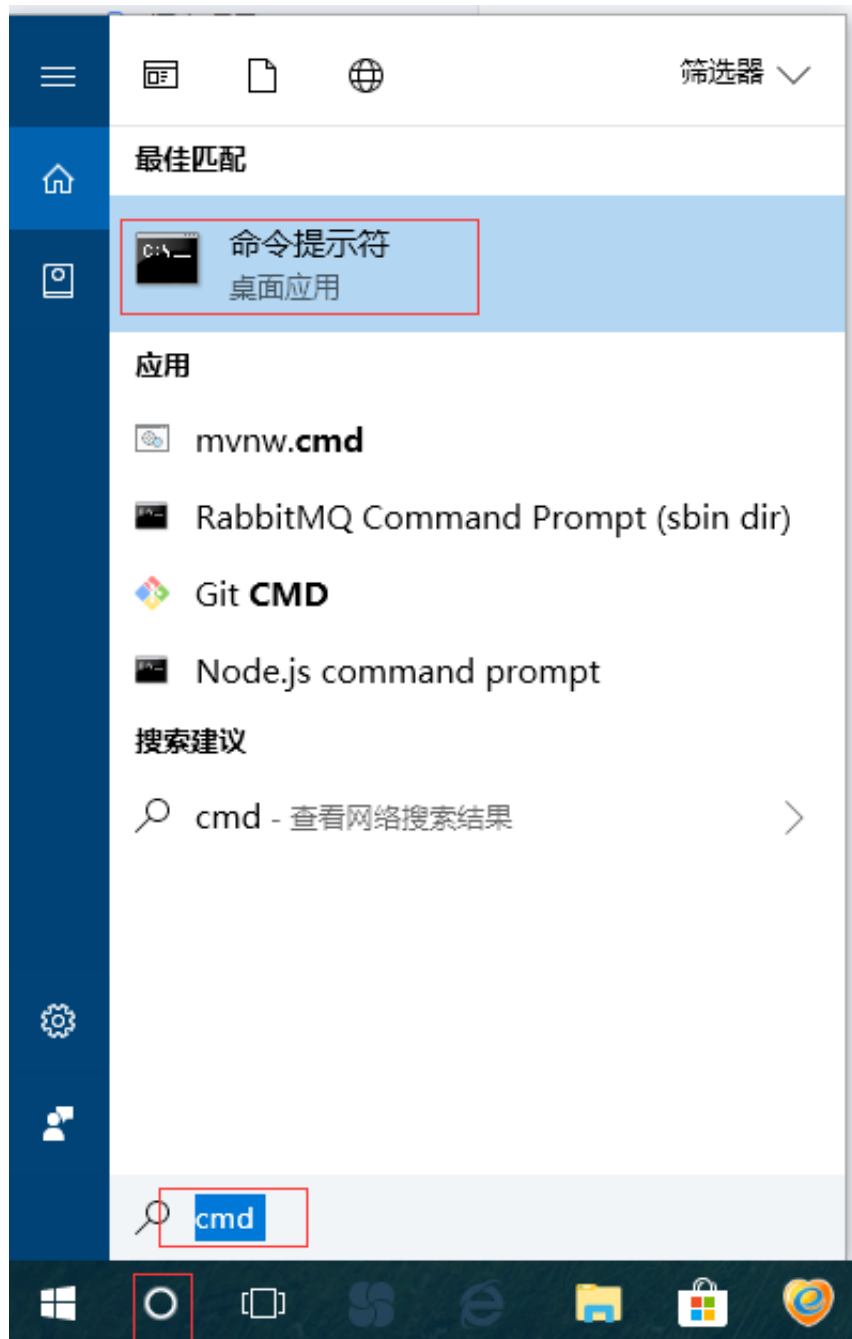 筛选器
最佳匹配
命令提示符
桌面应用
应用
mvnw.cmd
RabbitMQ Command Prompt (sbin dir)
Git CMD
Node.js command prompt
搜索建议
cmd - 查看网络搜索结果
cmd